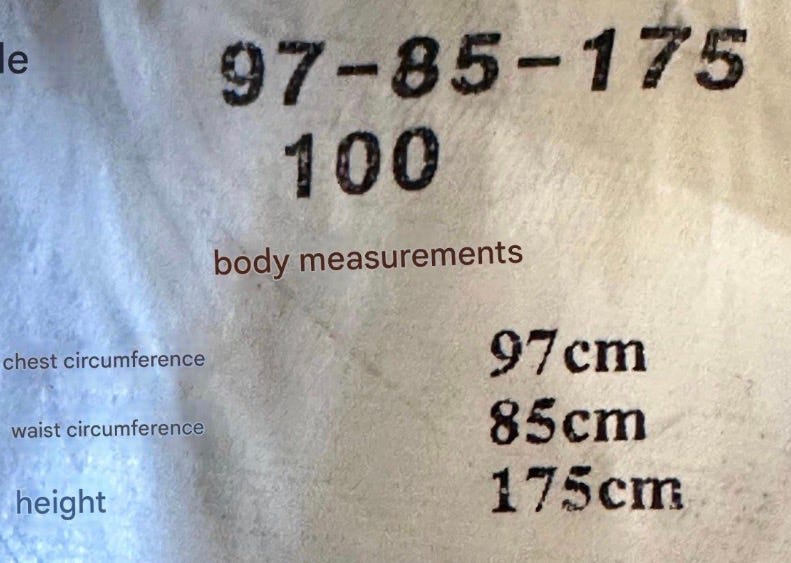 le
97-85-175
100
body measurements
chest circumference 97cm
waist circumference 85cm
height 175cm